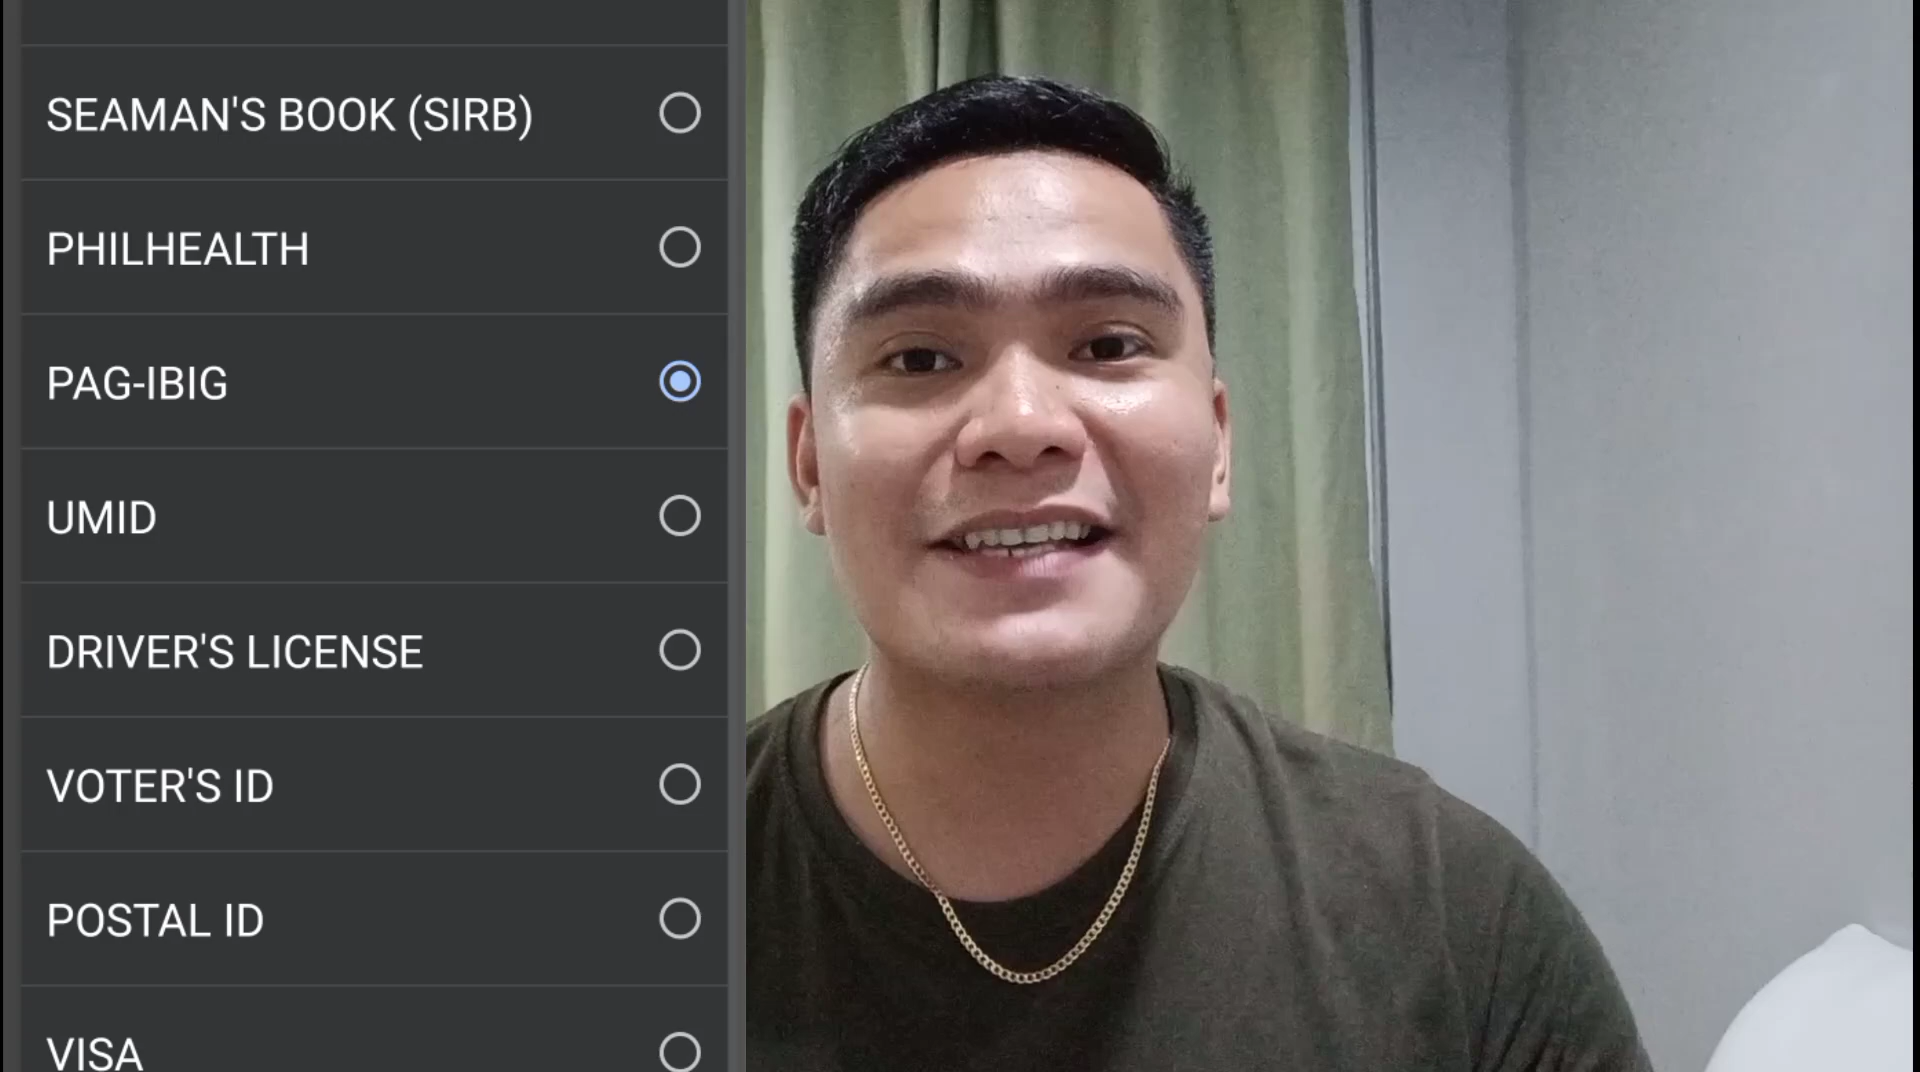 SEAMAN'S BOOK (SIRB)
PHILHEALTH
PAG-IBIG
UMID
DRIVER'S LICENSE
VOTER'S ID
POSTAL ID
VISA